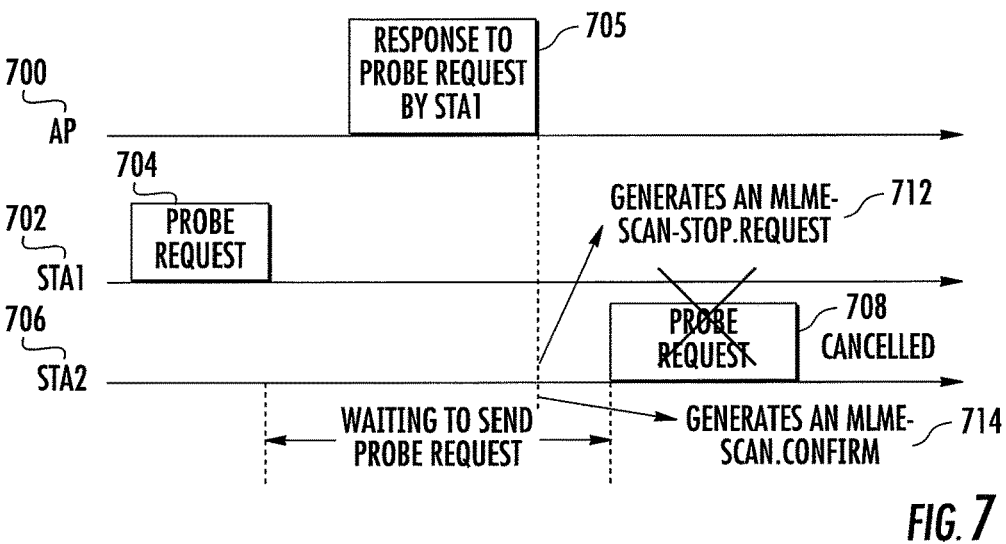 RESPONSE TO
PROBE REQUEST
BY STA1
705
700
AP
704
PROBE
REQUEST
702
STA1
GENERATES AN MLME-
SCAN-STOP.REQUEST
712
706
STA2
PROBE
REQUEST
708
CANCELLED
WAITING TO SEND
PROBE REQUEST
GENERATES AN MLME-
SCAN.CONFIRM
714
FIG. 7